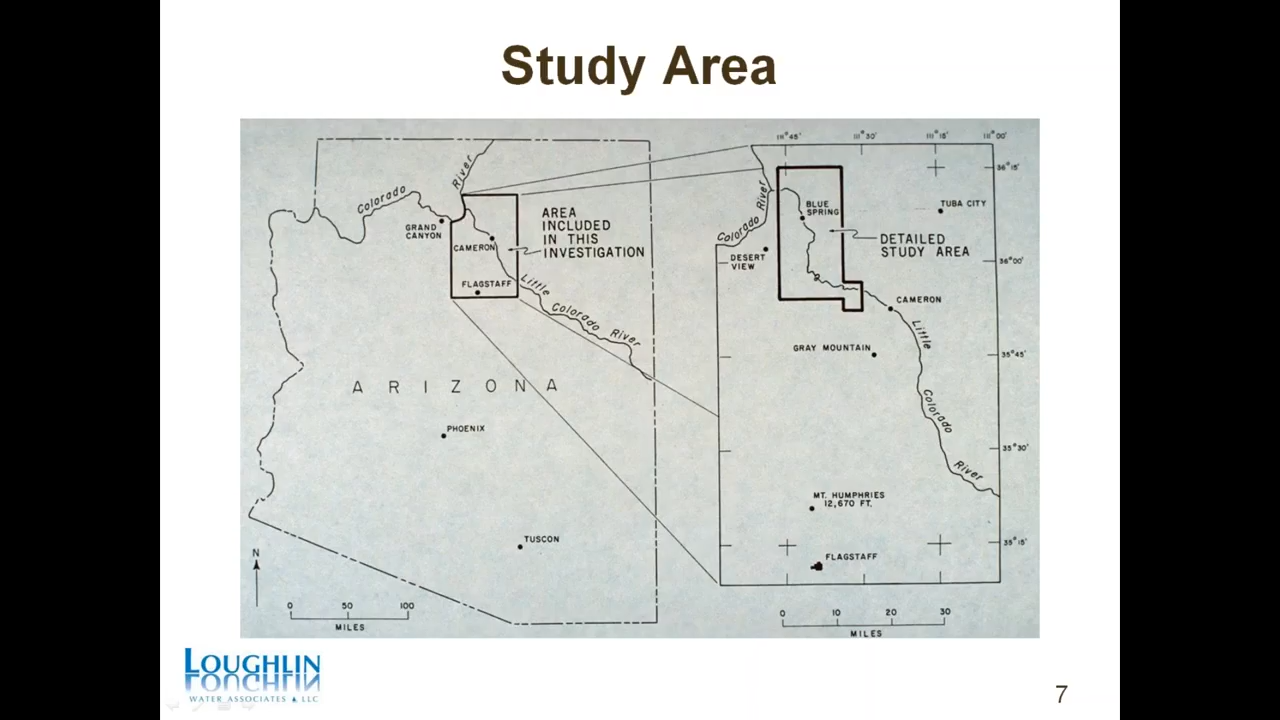 Study Area
Colorado
River
GRAND
CANYON
CAMERON
FLAGSTAFF
AREA
INCLUDED
IN THIS
INVESTIGATION
Little
Colorado
River
ARIZONA
PHOENIX
TUSCON
N
0 50 100
MILES
111° 45' 111° 30' 111° 15' 111° 00'
36° 15'
Colorado River
BLUE
SPRING
TUBA CITY
DESERT
VIEW
DETAILED
STUDY AREA
36° 00'
CAMERON
GRAY MOUNTAIN
35° 45'
Little
Colorado
River
35° 30'
MT. HUMPHRIES
12,670 FT.
35° 15'
FLAGSTAFF
0 10 20 30
MILES
LOUGHLIN
WATER ASSOCIATES LLC
7